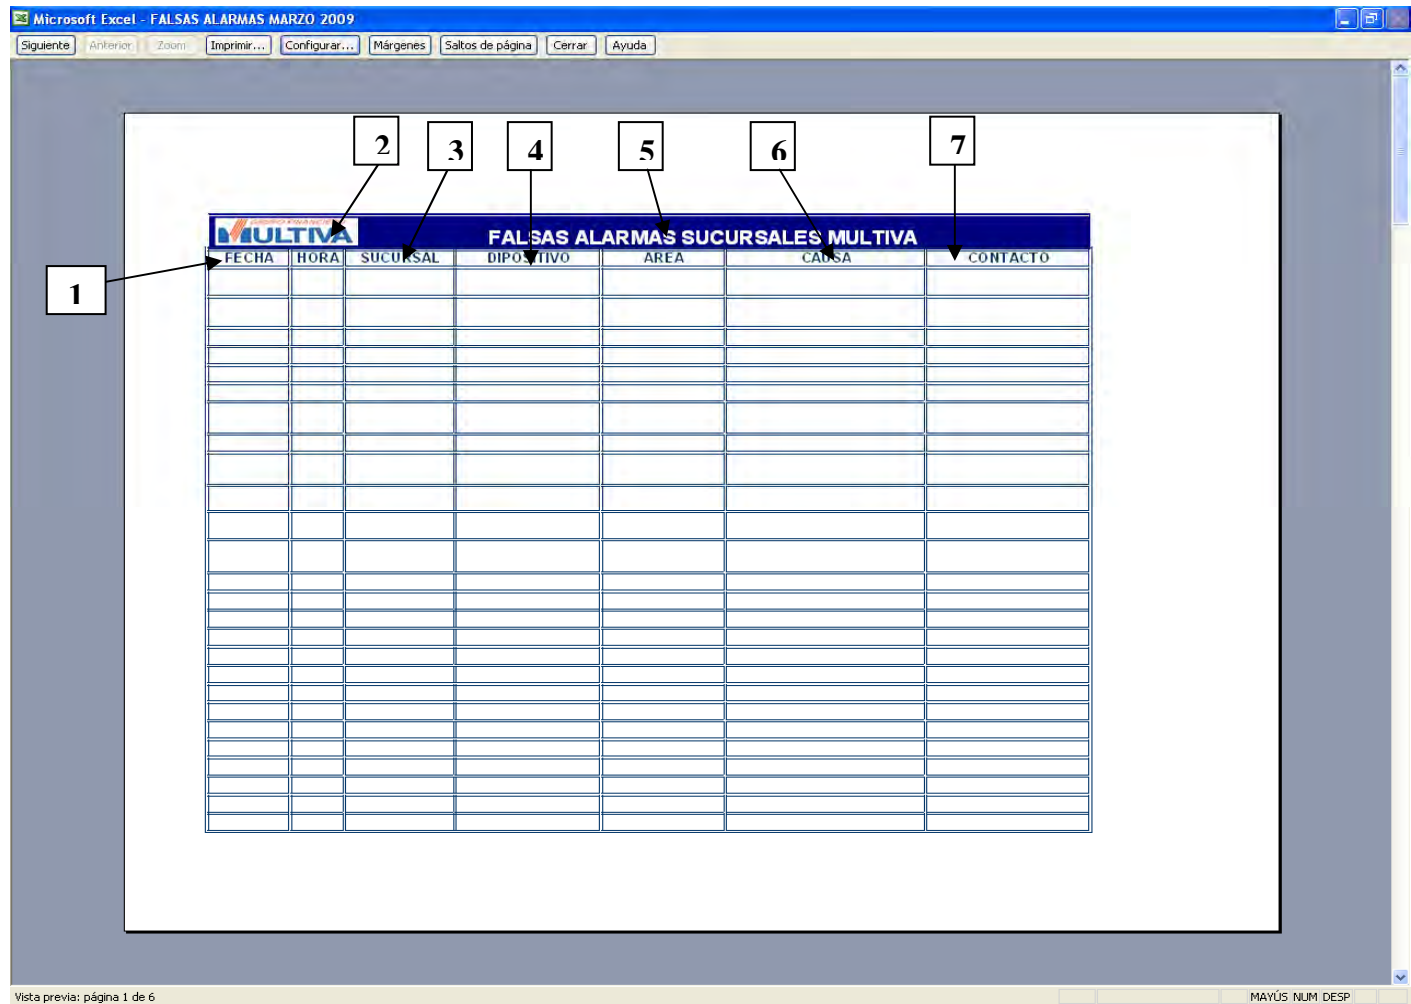 Microsoft Excel - FALSAS ALARMAS MARZO 2009
Siguiente Anterior Zoom Imprimir... Configurar... Márgenes Saltos de página Cerrar Ayuda
2 3 4 5 6 7
GRUPO FINANCIERO
MULTIVA
FALSAS ALARMAS SUCURSALES MULTIVA
FECHA HORA SUCURSAL DIPOSITIVO AREA CAUSA CONTACTO
1
Vista previa: página 1 de 6 MAYÚS NUM DESP